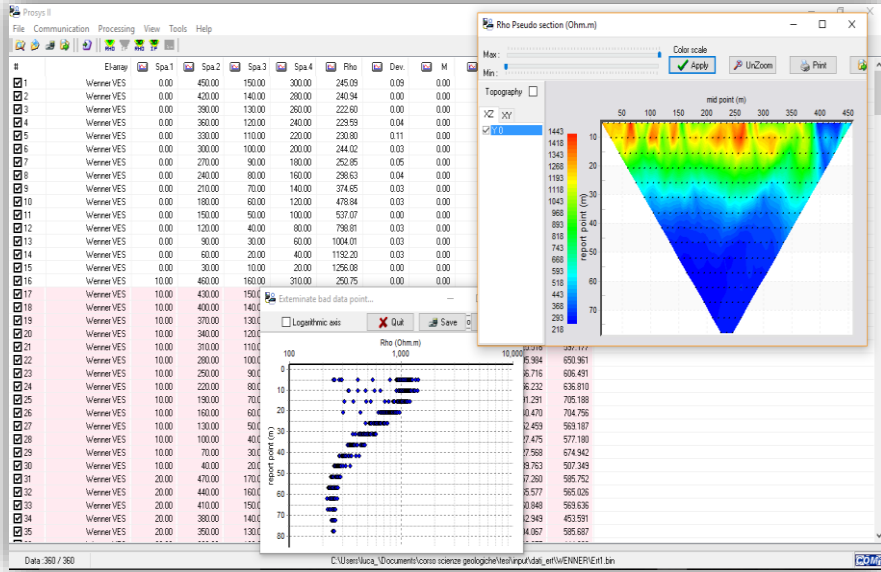 Prosys II
File Communication Processing View Tools Help
# El-array Spa.1 Spa.2 Spa.3 Spa.4 Rho Dev. M
1 Wenner VES 0.00 450.00 150.00 300.00 245.09 0.09 0.00
2 Wenner VES 0.00 420.00 140.00 280.00 240.94 0.00 0.00
3 Wenner VES 0.00 390.00 130.00 260.00 222.60 0.00 0.00
4 Wenner VES 0.00 360.00 120.00 240.00 229.59 0.04 0.00
5 Wenner VES 0.00 330.00 110.00 220.00 230.80 0.11 0.00
6 Wenner VES 0.00 300.00 100.00 200.00 244.02 0.03 0.00
7 Wenner VES 0.00 270.00 90.00 180.00 252.85 0.05 0.00
8 Wenner VES 0.00 240.00 80.00 160.00 298.63 0.04 0.00
9 Wenner VES 0.00 210.00 70.00 140.00 374.65 0.03 0.00
10 Wenner VES 0.00 180.00 60.00 120.00 478.84 0.03 0.00
11 Wenner VES 0.00 150.00 50.00 100.00 537.07 0.00 0.00
12 Wenner VES 0.00 120.00 40.00 80.00 798.81 0.03 0.00
13 Wenner VES 0.00 90.00 30.00 60.00 1004.01 0.03 0.00
14 Wenner VES 0.00 60.00 20.00 40.00 1192.20 0.03 0.00
15 Wenner VES 0.00 30.00 10.00 20.00 1256.08 0.00 0.00
16 Wenner VES 10.00 460.00 160.00 310.00 250.75 0.00 0.00
17 Wenner VES 10.00 430.00
18 Wenner VES 10.00 400.00
19 Wenner VES 10.00 370.00
20 Wenner VES 10.00 340.00
21 Wenner VES 10.00 310.00 597.177
22 Wenner VES 10.00 280.00 650.961
23 Wenner VES 10.00 250.00 606.491
24 Wenner VES 10.00 220.00 636.810
25 Wenner VES 10.00 190.00 705.188
26 Wenner VES 10.00 160.00 704.756
27 Wenner VES 10.00 130.00 569.187
28 Wenner VES 10.00 100.00 577.180
29 Wenner VES 10.00 70.00 674.942
30 Wenner VES 10.00 40.00 507.349
31 Wenner VES 20.00 470.00 585.752
32 Wenner VES 20.00 440.00 565.026
33 Wenner VES 20.00 410.00 569.636
34 Wenner VES 20.00 380.00 453.591
35 Wenner VES 20.00 350.00 585.687
Data :360 / 360 C:\Users\luca_\Documents\corso scienze geologiche\tesi\input\dati_ert\WENNER\Ert1.bin
Rho Pseudo section (Ohm.m)
Max :
Min :
Color scale
Apply UnZoom Print
Topography
XZ XY
Y 0
mid point (m)
50 100 150 200 250 300 350 400 450
report point (m)
10
20
30
40
50
60
70
1443
1418
1343
1268
1193
1118
1043
968
893
818
743
668
593
518
443
368
293
218
Exterminate bad data point...
Logarithmic axis Quit Save
Rho (Ohm.m)
100 1,000 10,000
report point (m)
0
10
20
30
40
50
60
70
80